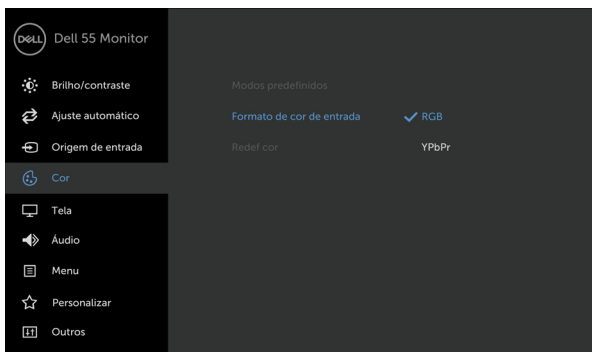 DELL Dell 55 Monitor
Brilho/contraste
Modos predefinidos
Ajuste automático
Formato de cor de entrada
RGB
Origem de entrada
Redef cor
YPbPr
Cor
Tela
Áudio
Menu
Personalizar
Outros